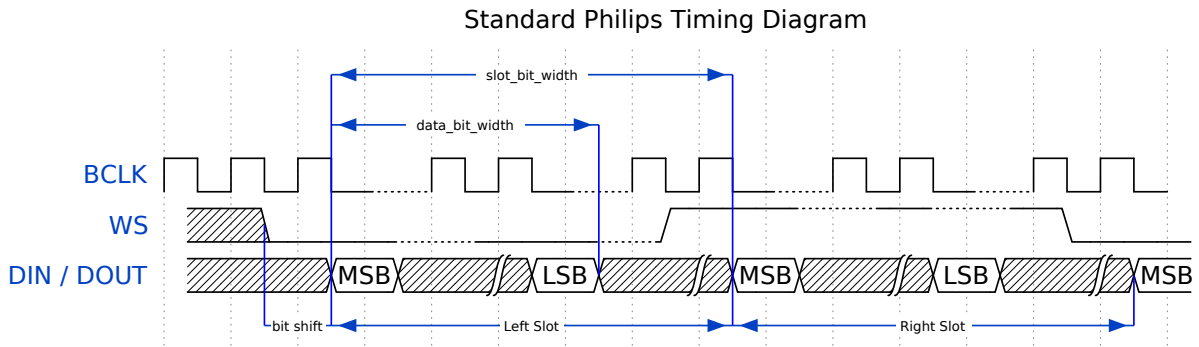 Standard Philips Timing Diagram
slot_bit_width
data_bit_width
BCLK
WS
DIN / DOUT
MSB
LSB
MSB
LSB
MSB
bit shift
Left Slot
Right Slot